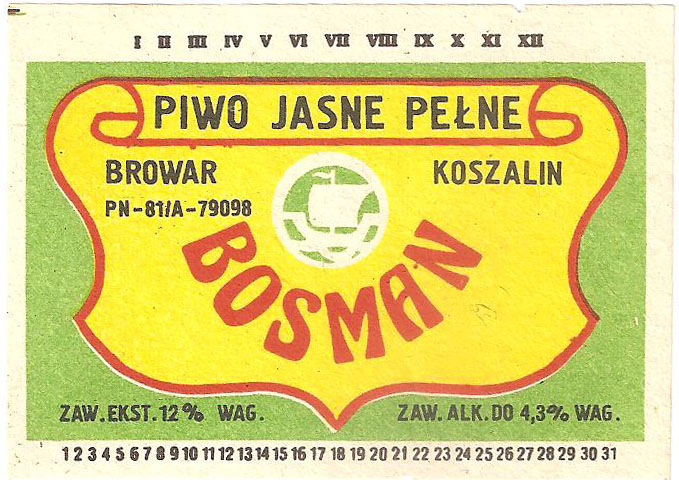 I II III IV V VI VII VIII IX X XI XII
PIWO JASNE PEŁNE
BROWAR KOSZALIN
PN-81/A-79098
BOSMAN
ZAW. EKST. 12% WAG. ZAW. ALK. DO 4,3% WAG.
1 2 3 4 5 6 7 8 9 10 11 12 13 14 15 16 17 18 19 20 21 22 23 24 25 26 27 28 29 30 31